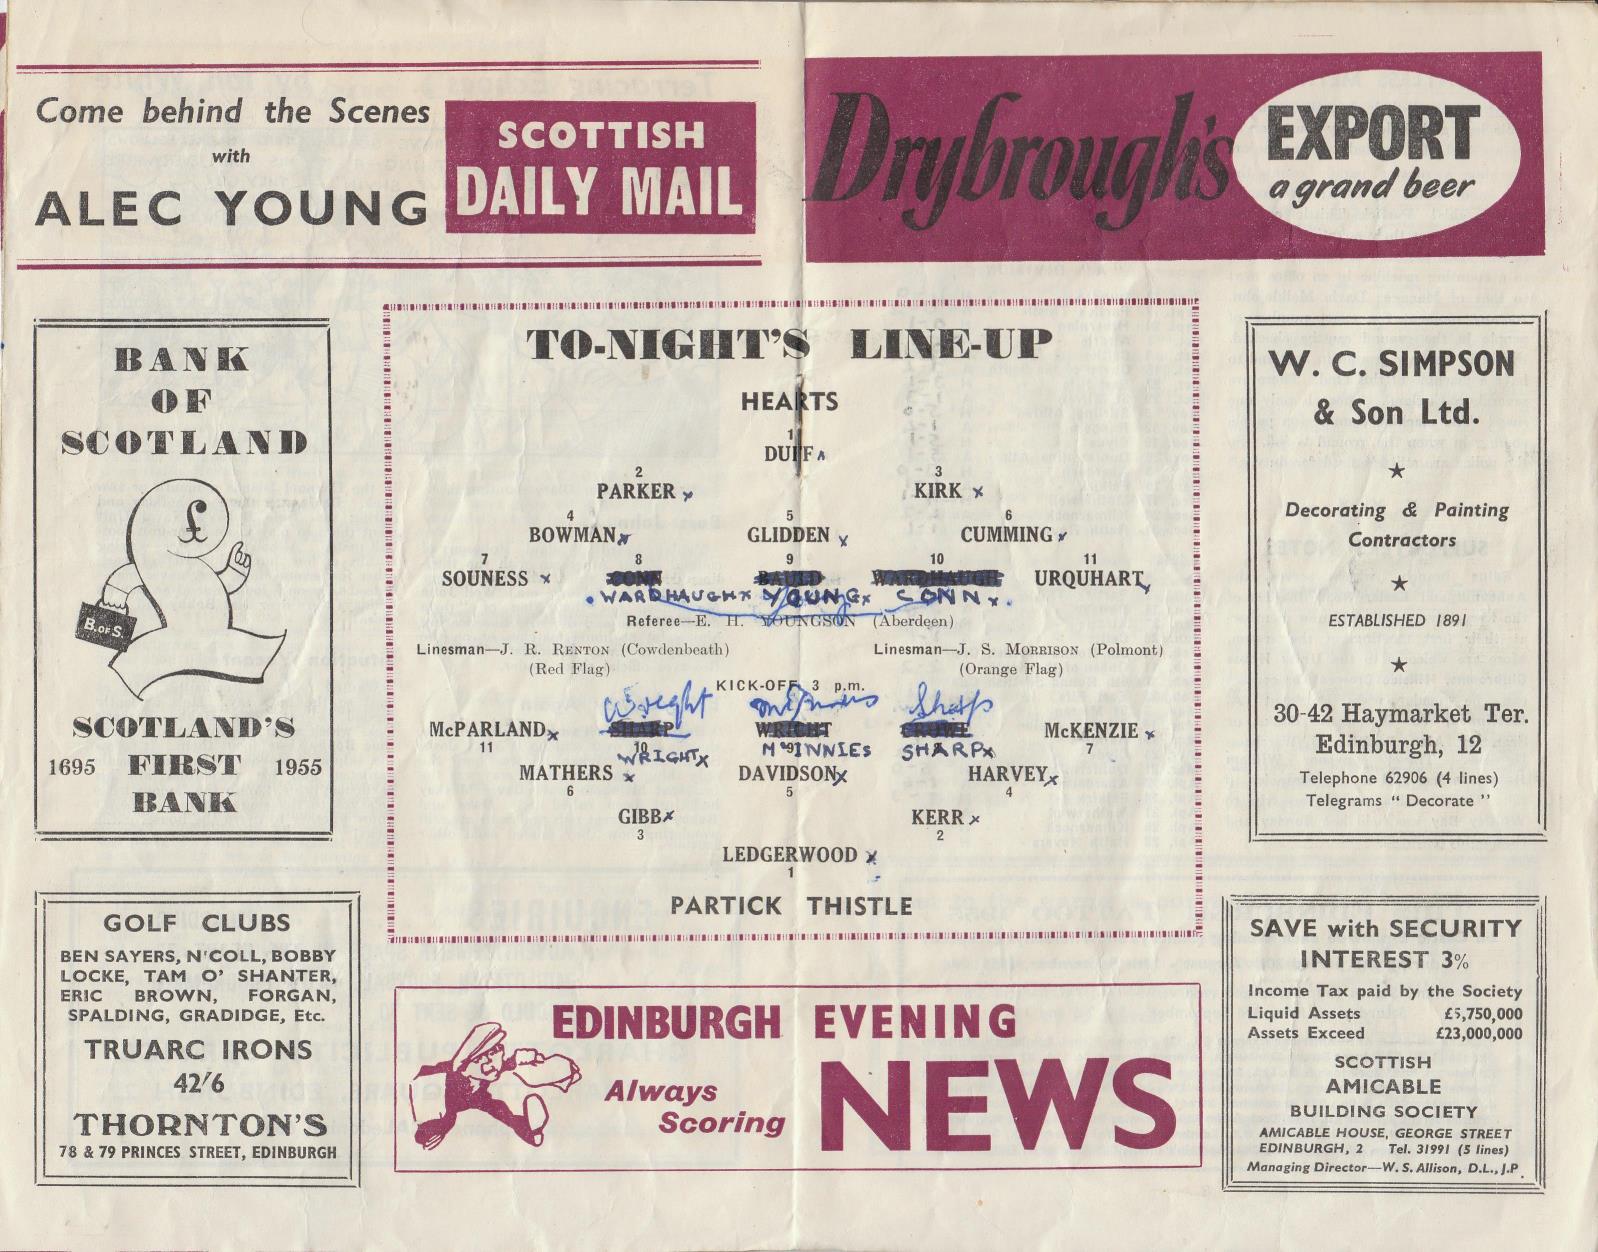 Come behind the Scenes
with
ALEC YOUNG
SCOTTISH
DAILY MAIL
Drybrough's
EXPORT
a grand beer
BANK
OF
SCOTLAND
£
B. OF S.
SCOTLAND'S
1695 FIRST 1955
BANK
TO-NIGHT'S LINE-UP
HEARTS
1
DUFF
2 3
PARKER x KIRK x
4 5 6
BOWMAN x GLIDDEN x CUMMING x
7 8 9 10 11
SOUNESS x CONN BAULD WARDHAUGH URQUHART x
WARDHAUGH x YOUNG x CONN x.
Referee—E. H. YOUNGSON (Aberdeen)
Linesman—J. R. RENTON (Cowdenbeath) Linesman—J. S. MORRISON (Polmont)
(Red Flag) (Orange Flag)
KICK-OFF 3 p.m.
Wright McInnes Sharp
McPARLAND x SHARP WRIGHT CROWE McKENZIE x
11 10 9 7
WRIGHT x McINNIES SHARP x
MATHERS x DAVIDSON x HARVEY x
6 5 4
GIBB x KERR x
3 2
LEDGERWOOD x
1
PARTICK THISTLE
W. C. SIMPSON
& Son Ltd.
Decorating & Painting
Contractors
ESTABLISHED 1891
30-42 Haymarket Ter.
Edinburgh, 12
Telephone 62906 (4 lines)
Telegrams "Decorate"
GOLF CLUBS
BEN SAYERS, N'COLL, BOBBY
LOCKE, TAM O' SHANTER,
ERIC BROWN, FORGAN,
SPALDING, GRADIDGE, Etc.
TRUARC IRONS
42'6
THORNTON'S
78 & 79 PRINCES STREET, EDINBURGH
EDINBURGH EVENING
NEWS
Always
Scoring
SAVE with SECURITY
INTEREST 3%
Income Tax paid by the Society
Liquid Assets £5,750,000
Assets Exceed £23,000,000
SCOTTISH
AMICABLE
BUILDING SOCIETY
AMICABLE HOUSE, GEORGE STREET
EDINBURGH, 2 Tel. 31991 (5 lines)
Managing Director—W. S. Allison, D.L., J.P.